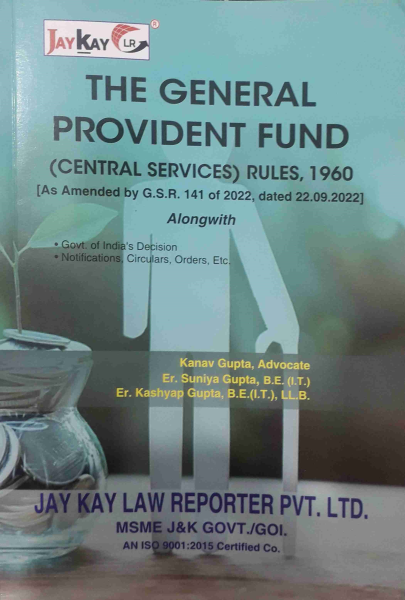 JAYKAY LR ®
THE GENERAL
PROVIDENT FUND
(CENTRAL SERVICES) RULES, 1960
[As Amended by G.S.R. 141 of 2022, dated 22.09.2022]
Alongwith
• Govt. of India's Decision
• Notifications, Circulars, Orders, Etc.
Kanav Gupta, Advocate
Er. Suniya Gupta, B.E. (I.T.)
Er. Kashyap Gupta, B.E.(I.T.), LL.B.
JAY KAY LAW REPORTER PVT. LTD.
MSME J&K GOVT./GOI.
AN ISO 9001:2015 Certified Co.